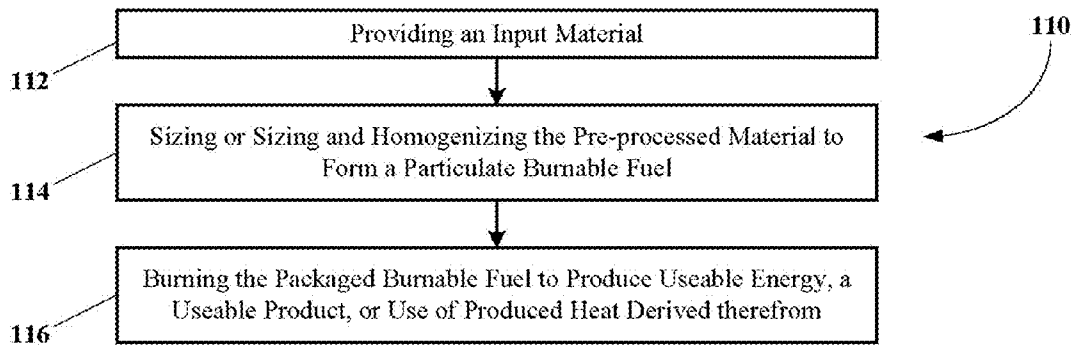 Providing an Input Material
110
112
Sizing or Sizing and Homogenizing the Pre-processed Material to
Form a Particulate Burnable Fuel
114
Burning the Packaged Burnable Fuel to Produce Useable Energy, a
Useable Product, or Use of Produced Heat Derived therefrom
116